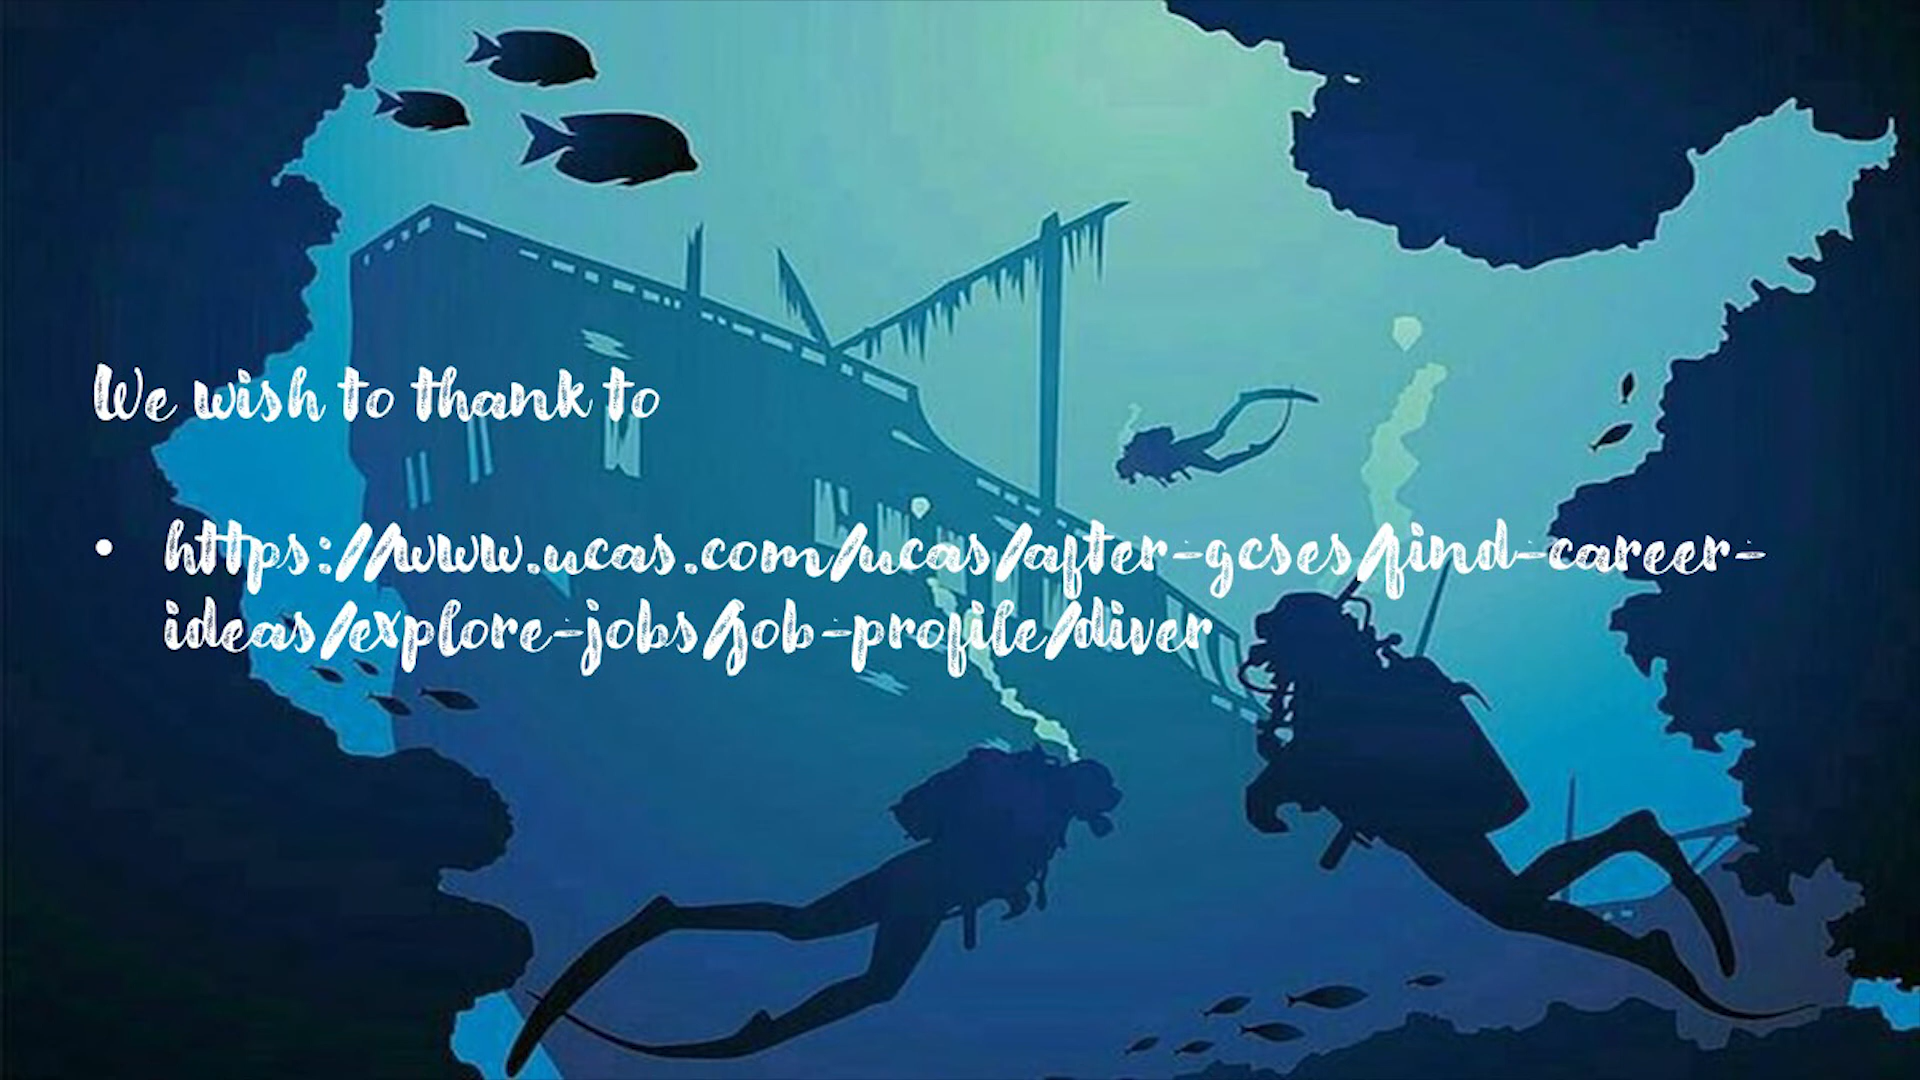 We wish to thank to
• https://www.ucas.com/ucas/after-gcses/find-career-
ideas/explore-jobs/job-profile/diver